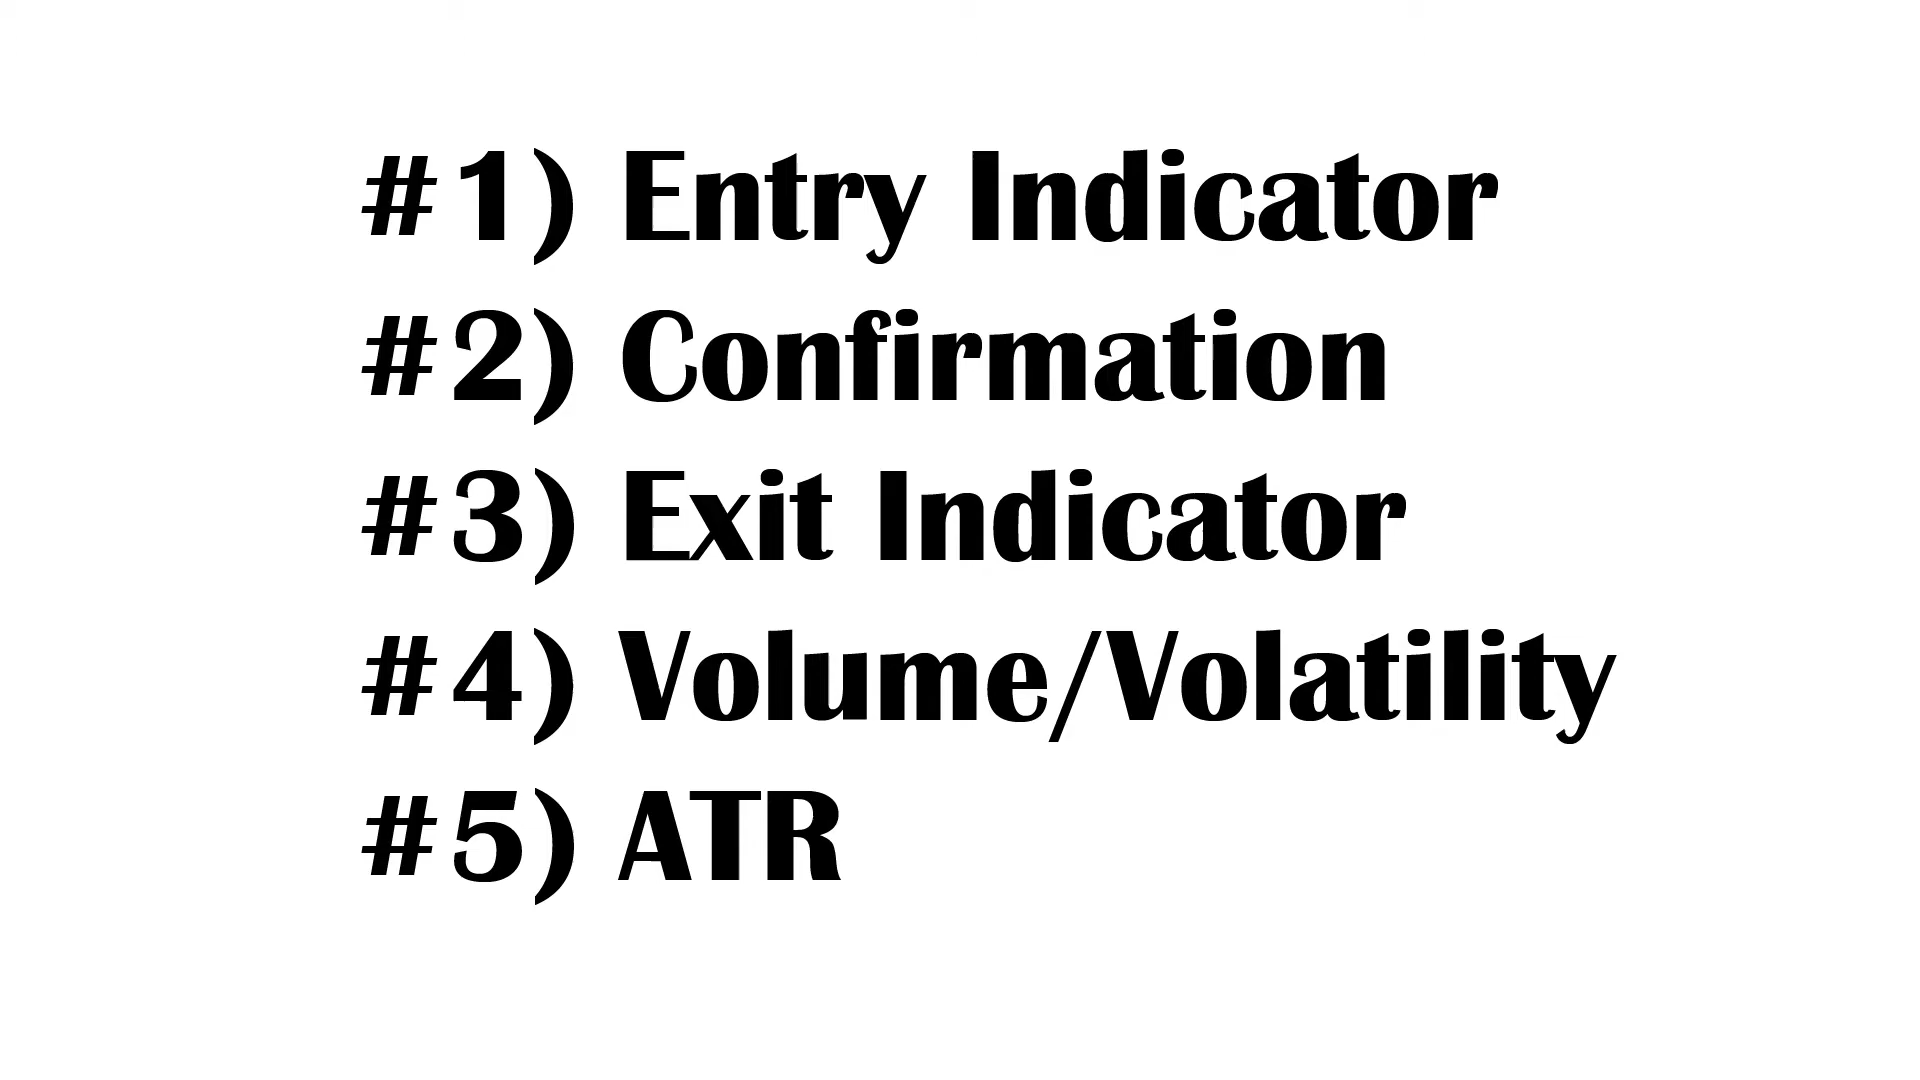 #1) Entry Indicator
#2) Confirmation
#3) Exit Indicator
#4) Volume/Volatility
#5) ATR